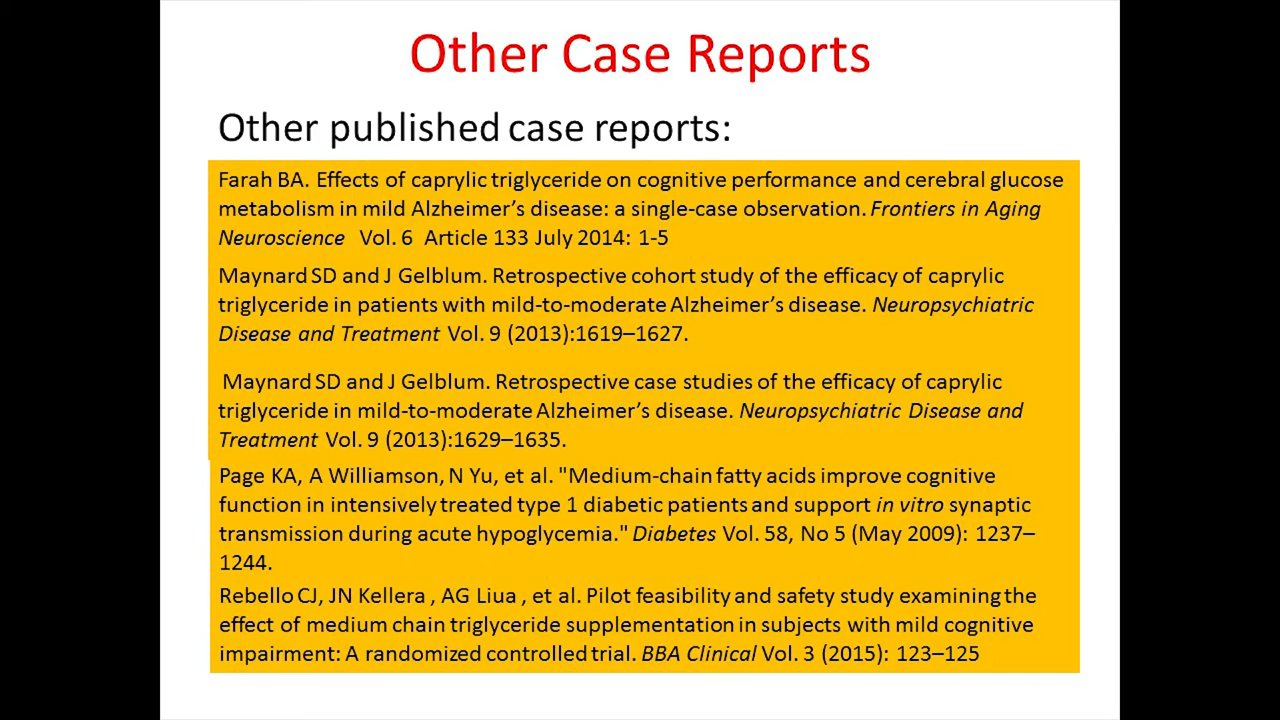 Other Case Reports
Other published case reports:
Farah BA. Effects of caprylic triglyceride on cognitive performance and cerebral glucose
metabolism in mild Alzheimer’s disease: a single-case observation. Frontiers in Aging
Neuroscience Vol. 6 Article 133 July 2014: 1-5
Maynard SD and J Gelblum. Retrospective cohort study of the efficacy of caprylic
triglyceride in patients with mild-to-moderate Alzheimer’s disease. Neuropsychiatric
Disease and Treatment Vol. 9 (2013):1619–1627.
Maynard SD and J Gelblum. Retrospective case studies of the efficacy of caprylic
triglyceride in mild-to-moderate Alzheimer’s disease. Neuropsychiatric Disease and
Treatment Vol. 9 (2013):1629–1635.
Page KA, A Williamson, N Yu, et al. "Medium-chain fatty acids improve cognitive
function in intensively treated type 1 diabetic patients and support in vitro synaptic
transmission during acute hypoglycemia." Diabetes Vol. 58, No 5 (May 2009): 1237–
1244.
Rebello CJ, JN Kellera , AG Liua , et al. Pilot feasibility and safety study examining the
effect of medium chain triglyceride supplementation in subjects with mild cognitive
impairment: A randomized controlled trial. BBA Clinical Vol. 3 (2015): 123–125